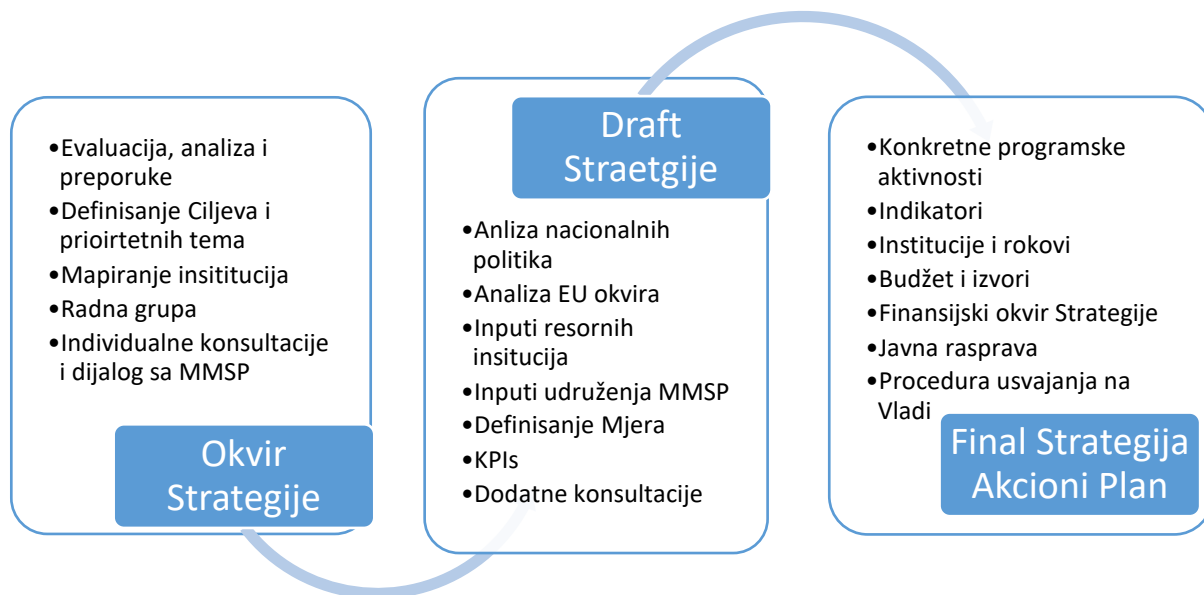 •Evaluacija, analiza i
preporuke
•Definisanje Ciljeva i
prioirtetnih tema
•Mapiranje insititucija
•Radna grupa
•Individualne konsultacije
i dijalog sa MMSP
Okvir
Strategije
Draft
Straetgije
•Anliza nacionalnih
politika
•Analiza EU okvira
•Inputi resornih
insitucija
•Inputi udruženja MMSP
•Definisanje Mjera
•KPIs
•Dodatne konsultacije
•Konkretne programske
aktivnosti
•Indikatori
•Institucije i rokovi
•Budžet i izvori
•Finansijski okvir Strategije
•Javna rasprava
•Procedura usvajanja na
Vladi
Final Strategija
Akcioni Plan